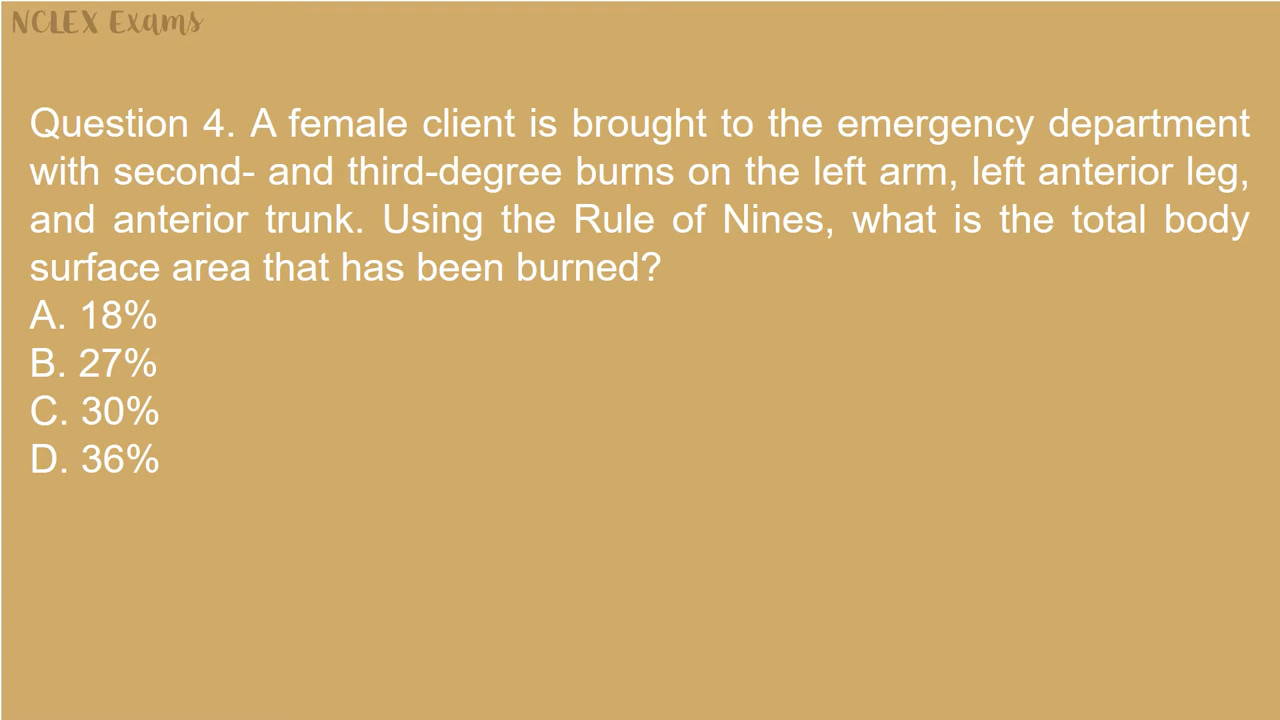 NCLEX Exams
Question 4. A female client is brought to the emergency department
with second- and third-degree burns on the left arm, left anterior leg,
and anterior trunk. Using the Rule of Nines, what is the total body
surface area that has been burned?
A. 18%
B. 27%
C. 30%
D. 36%